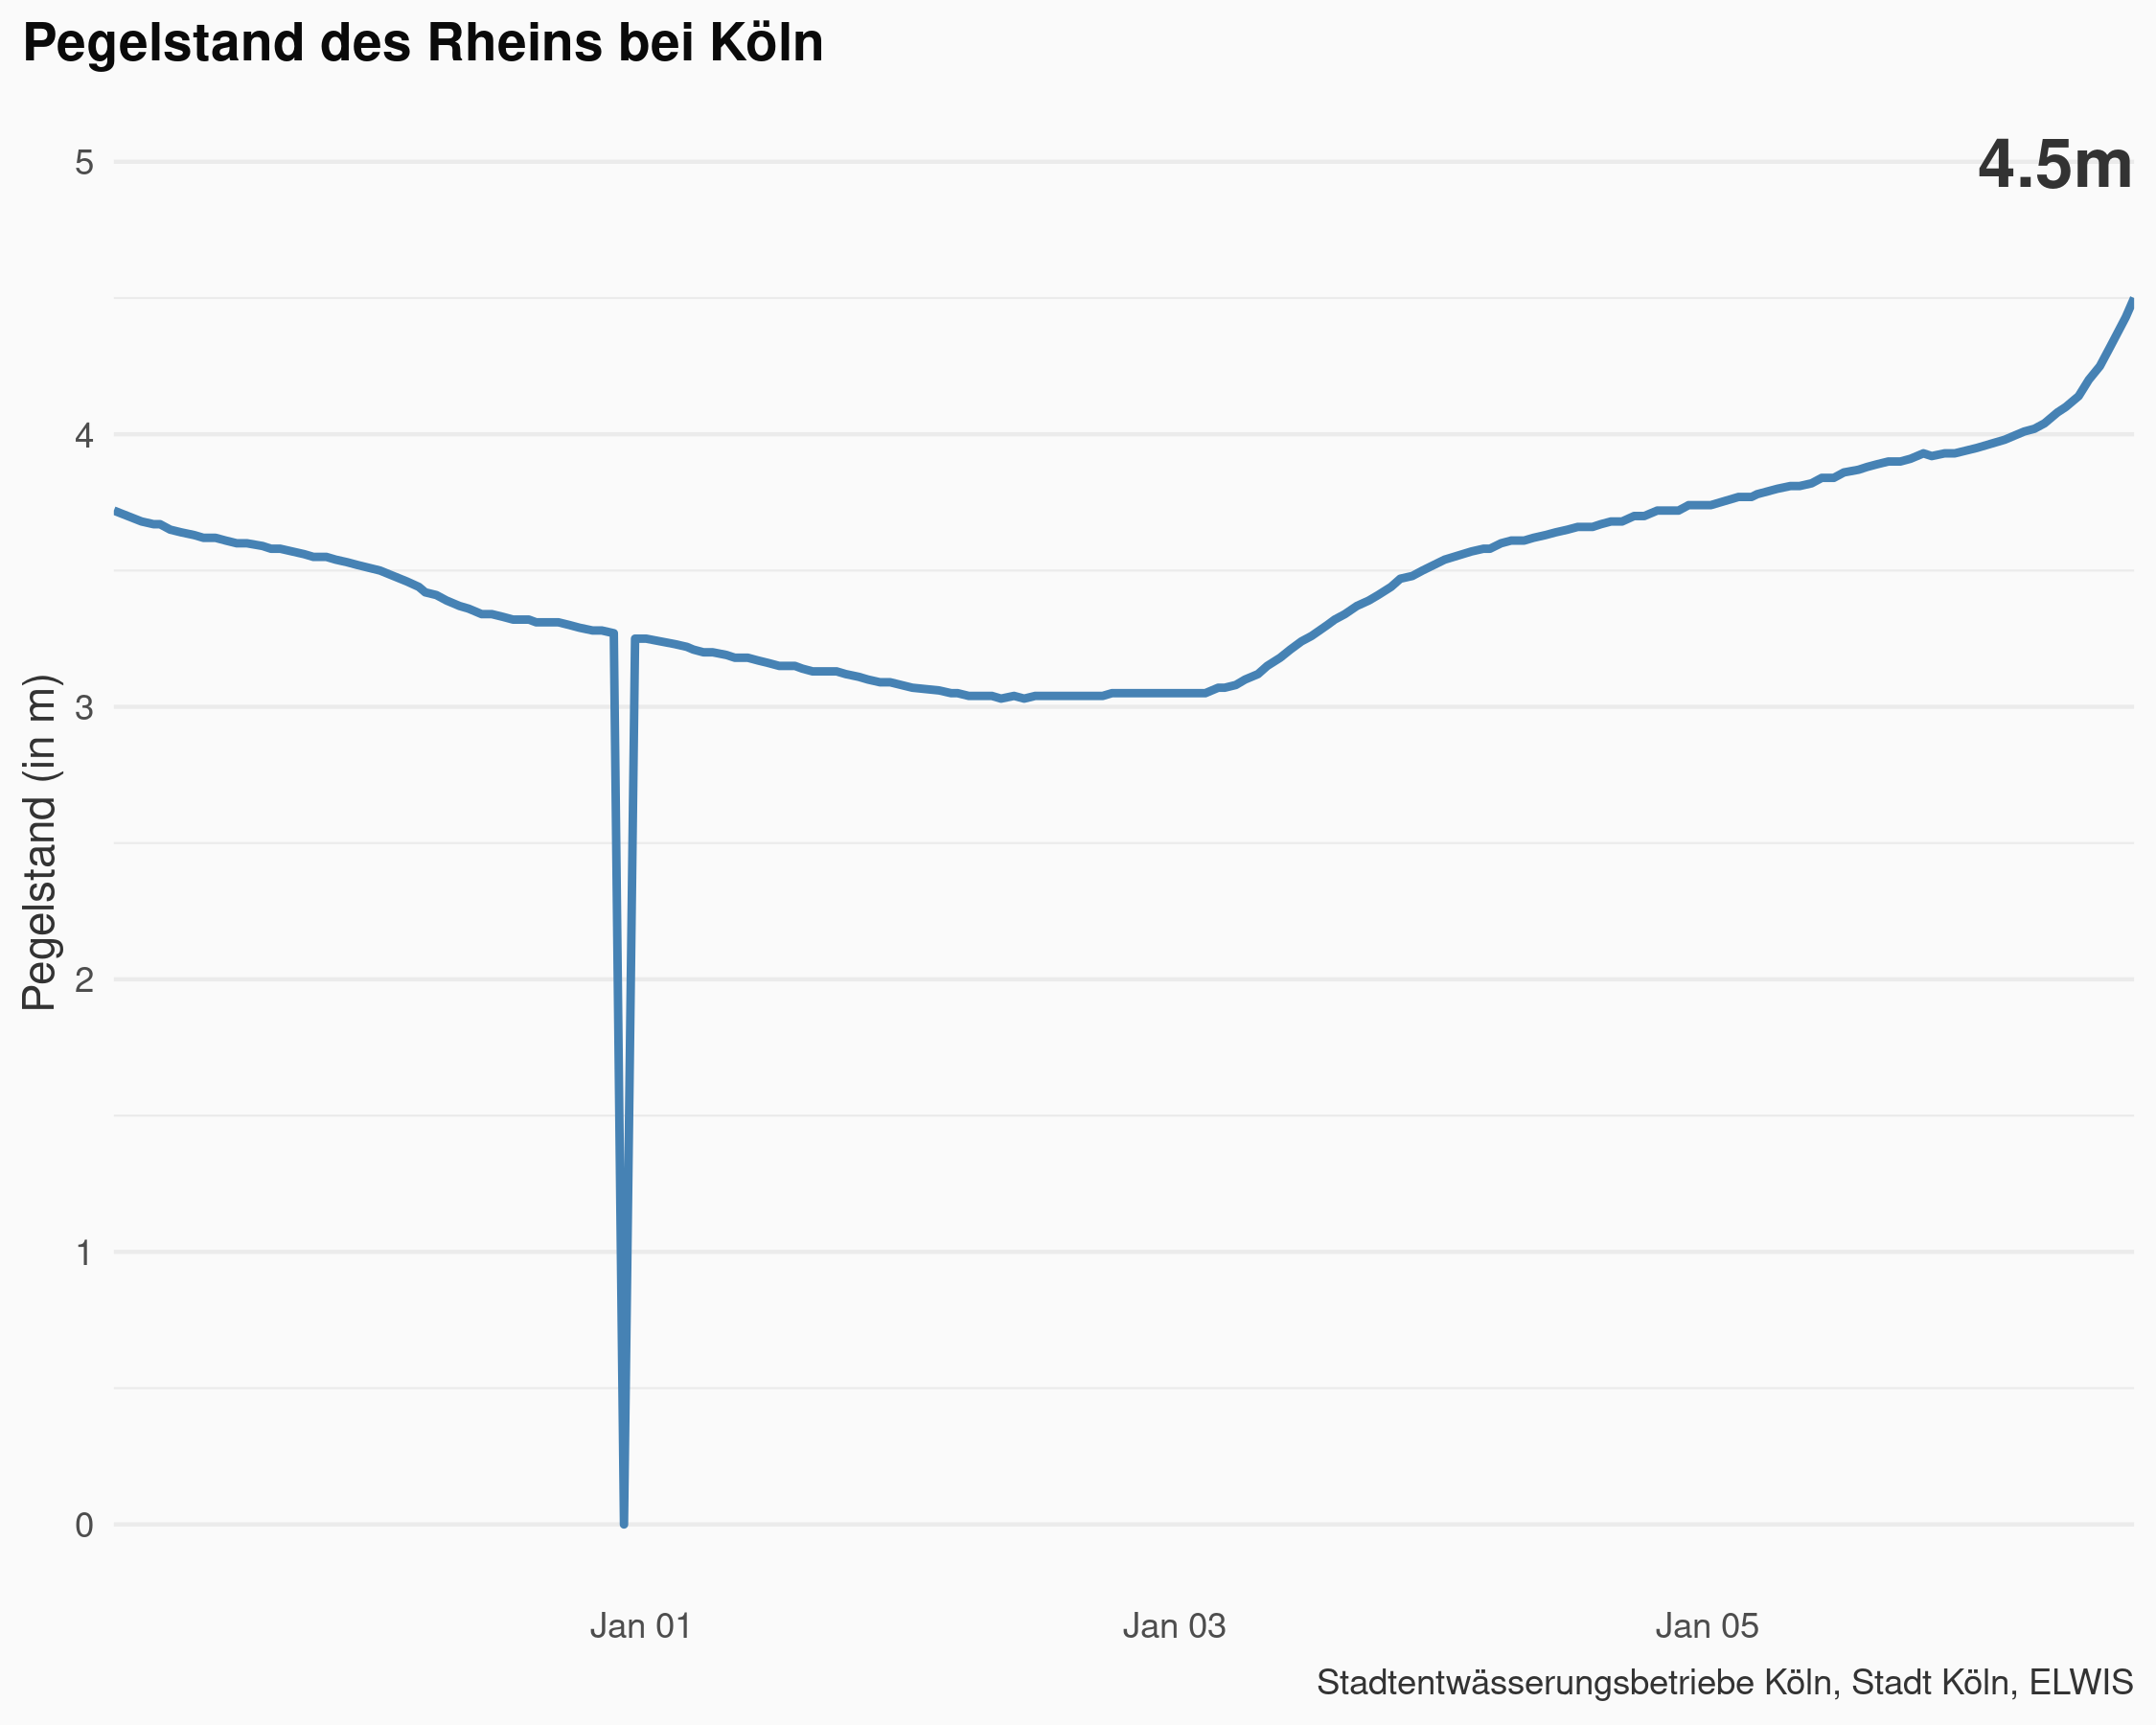 Pegelstand des Rheins bei Köln
4.5m
5
4
3
2
1
0
Pegelstand (in m)
Jan 01
Jan 03
Jan 05
Stadtentwässerungsbetriebe Köln, Stadt Köln, ELWIS